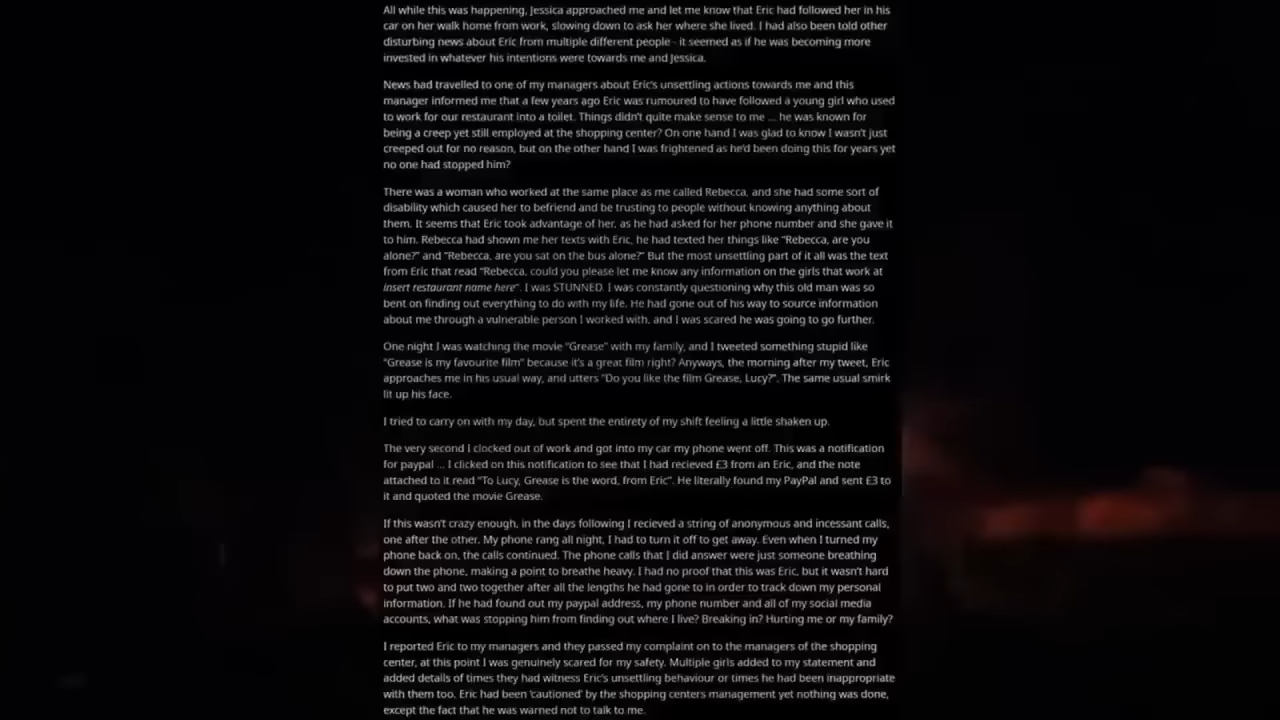 All while this was happening, Jessica approached me and let me know that Eric had followed her in his
car on her walk home from work, slowing down to ask her where she lived. I had also been told other
disturbing news about Eric from multiple different people - it seemed as if he was becoming more
invested in whatever his intentions were towards me and Jessica.
News had travelled to one of my managers about Eric's unsettling actions towards me and this
manager informed me that a few years ago Eric was rumoured to have followed a young girl who used
to work for our restaurant into a toilet. Things didn't quite make sense to me ... he was known for
being a creep yet still employed at the shopping center? On one hand I was glad to know I wasn't just
creeped out for no reason, but on the other hand I was frightened as he'd been doing this for years yet
no one had stopped him?
There was a woman who worked at the same place as me called Rebecca, and she had some sort of
disability which caused her to befriend and be trusting to people without knowing anything about
them. It seems that Eric took advantage of her, as he had asked for her phone number and she gave it
to him. Rebecca had shown me her texts with Eric, he had texted her things like "Rebecca, are you
alone?" and "Rebecca, are you sat on the bus alone?" But the most unsettling part of it all was the text
from Eric that read "Rebecca, could you please let me know any information on the girls that work at
insert restaurant name here". I was STUNNED. I was constantly questioning why this old man was so
bent on finding out everything to do with my life. He had gone out of his way to source information
about me through a vulnerable person I worked with, and I was scared he was going to go further.
One night I was watching the movie "Grease" with my family, and I tweeted something stupid like
"Grease is my favourite film" because it's a great film right? Anyways, the morning after my tweet, Eric
approaches me in his usual way, and utters "Do you like the film Grease, Lucy?". The same usual smirk
lit up his face.
I tried to carry on with my day, but spent the entirety of my shift feeling a little shaken up.
The very second I clocked out of work and got into my car my phone went off. This was a notification
for paypal ... I clicked on this notification to see that I had recieved £3 from an Eric, and the note
attached to it read "To Lucy, Grease is the word, from Eric". He literally found my PayPal and sent £3 to
it and quoted the movie Grease.
If this wasn't crazy enough, in the days following I recieved a string of anonymous and incessant calls,
one after the other. My phone rang all night, I had to turn it off to get away. Even when I turned my
phone back on, the calls continued. The phone calls that I did answer were just someone breathing
down the phone, making a point to breathe heavy. I had no proof that this was Eric, but it wasn't hard
to put two and two together after all the lengths he had gone to in order to track down my personal
information. If he had found out my paypal address, my phone number and all of my social media
accounts, what was stopping him from finding out where I live? Breaking in? Hurting me or my family?
I reported Eric to my managers and they passed my complaint on to the managers of the shopping
center, at this point I was genuinely scared for my safety. Multiple girls added to my statement and
added details of times they had witness Eric's unsettling behaviour or times he had been inappropriate
with them too. Eric had been 'cautioned' by the shopping centers management yet nothing was done,
except the fact that he was warned not to talk to me.